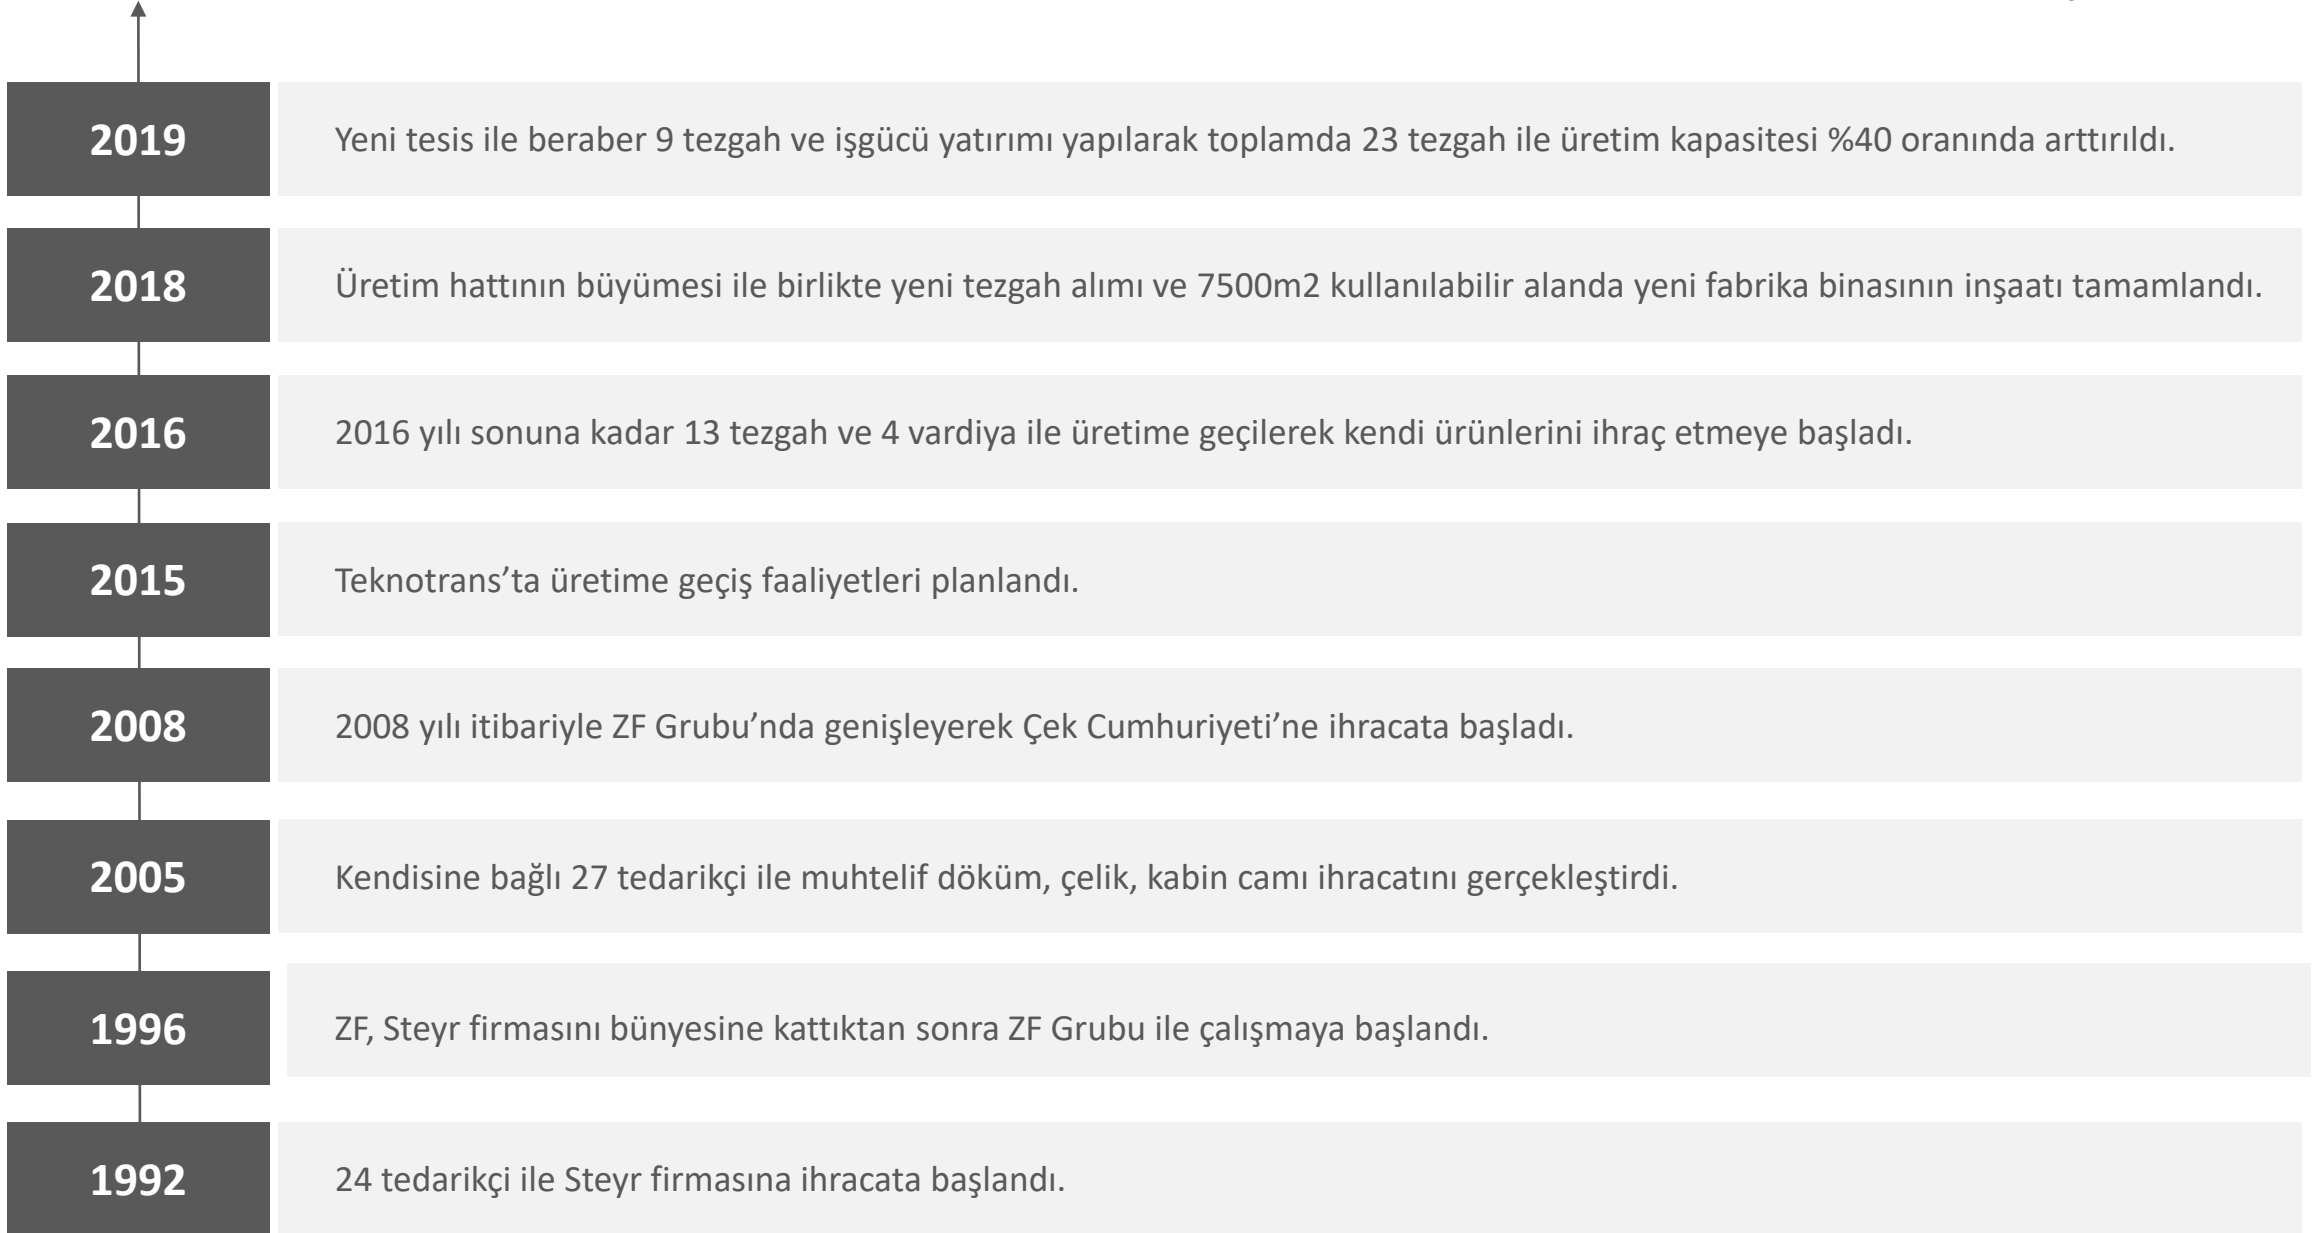 2019
Yeni tesis ile beraber 9 tezgah ve işgücü yatırımı yapılarak toplamda 23 tezgah ile üretim kapasitesi %40 oranında arttırıldı.
2018
Üretim hattının büyümesi ile birlikte yeni tezgah alımı ve 7500m2 kullanılabilir alanda yeni fabrika binasının inşaatı tamamlandı.
2016
2016 yılı sonuna kadar 13 tezgah ve 4 vardiya ile üretime geçilerek kendi ürünlerini ihraç etmeye başladı.
2015
Teknotrans’ta üretime geçiş faaliyetleri planlandı.
2008
2008 yılı itibariyle ZF Grubu’nda genişleyerek Çek Cumhuriyeti’ne ihracata başladı.
2005
Kendisine bağlı 27 tedarikçi ile muhtelif döküm, çelik, kabin camı ihracatını gerçekleştirdi.
1996
ZF, Steyr firmasını bünyesine kattıktan sonra ZF Grubu ile çalışmaya başlandı.
1992
24 tedarikçi ile Steyr firmasına ihracata başlandı.